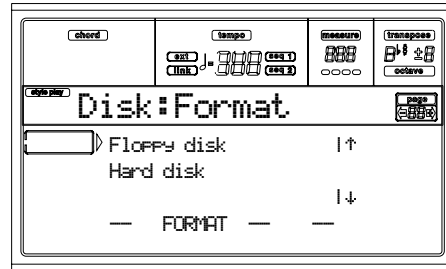 chord tempo measure transpose
ext ♩= seq 1
link seq 2
octave
style play Disk:Format page
Floppy disk |↑
Hard disk
|↓
-- FORMAT -- --